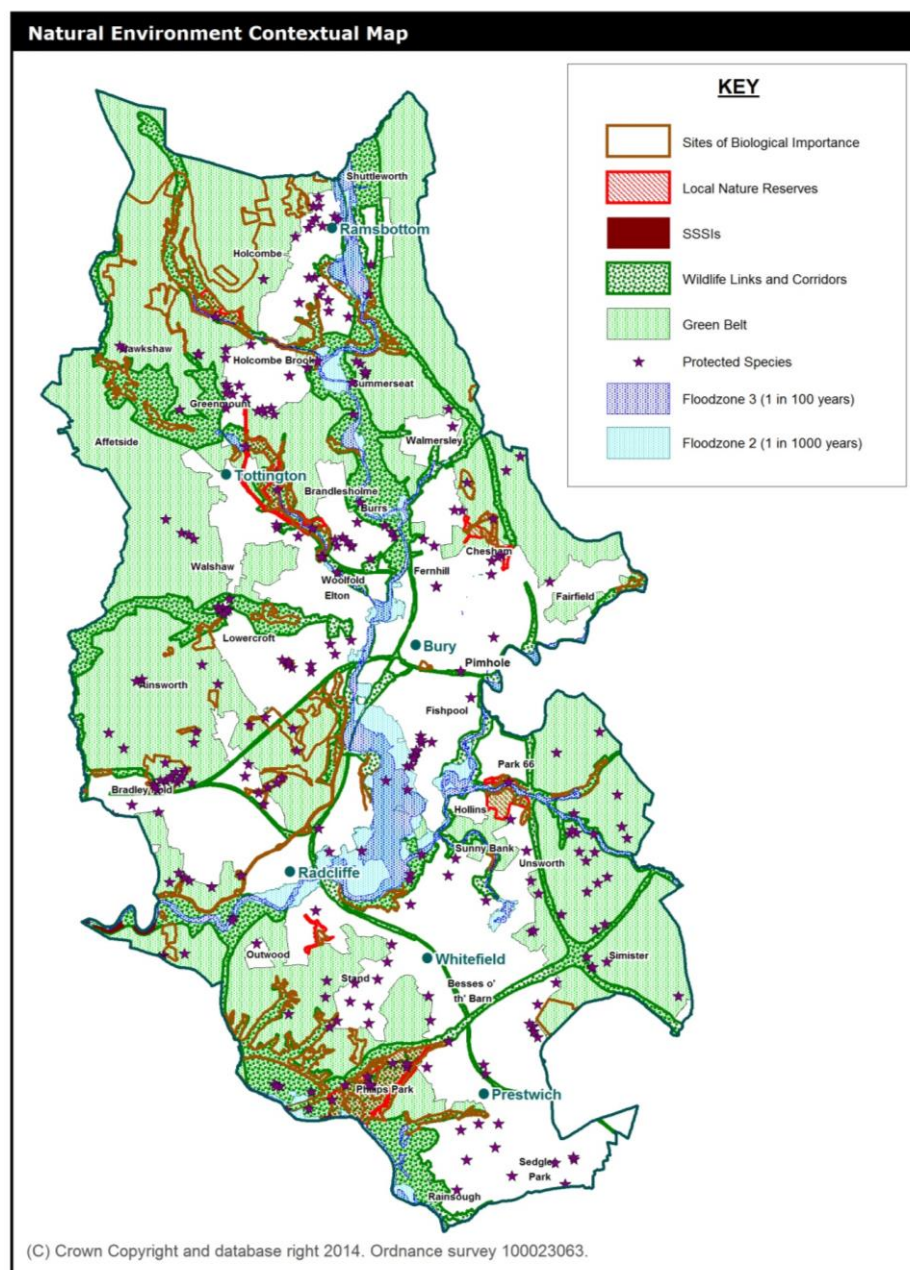 Natural Environment Contextual Map
KEY
Sites of Biological Importance
Local Nature Reserves
SSSIs
Wildlife Links and Corridors
Green Belt
Protected Species
Floodzone 3 (1 in 100 years)
Floodzone 2 (1 in 1000 years)
Shuttleworth
Ramsbottom
Holcombe
Holcombe Brook
Summerseat
Greenmount
Affetside
Walmersley
Tottington
Brandlesholme
Burrs
Chesham
Walshaw
Fernhill
Woolfold
Elton
Fairfield
Lowercroft
Bury
Pimhole
Ainsworth
Fishpool
Park 66
Hollins
Sunny Bank
Unsworth
Radcliffe
Outwood
Simister
Whitefield
Stand
Besses o'
th' Barn
Prestwich
Sedgley
Park
Rainsough
(C) Crown Copyright and database right 2014. Ordnance survey 100023063.